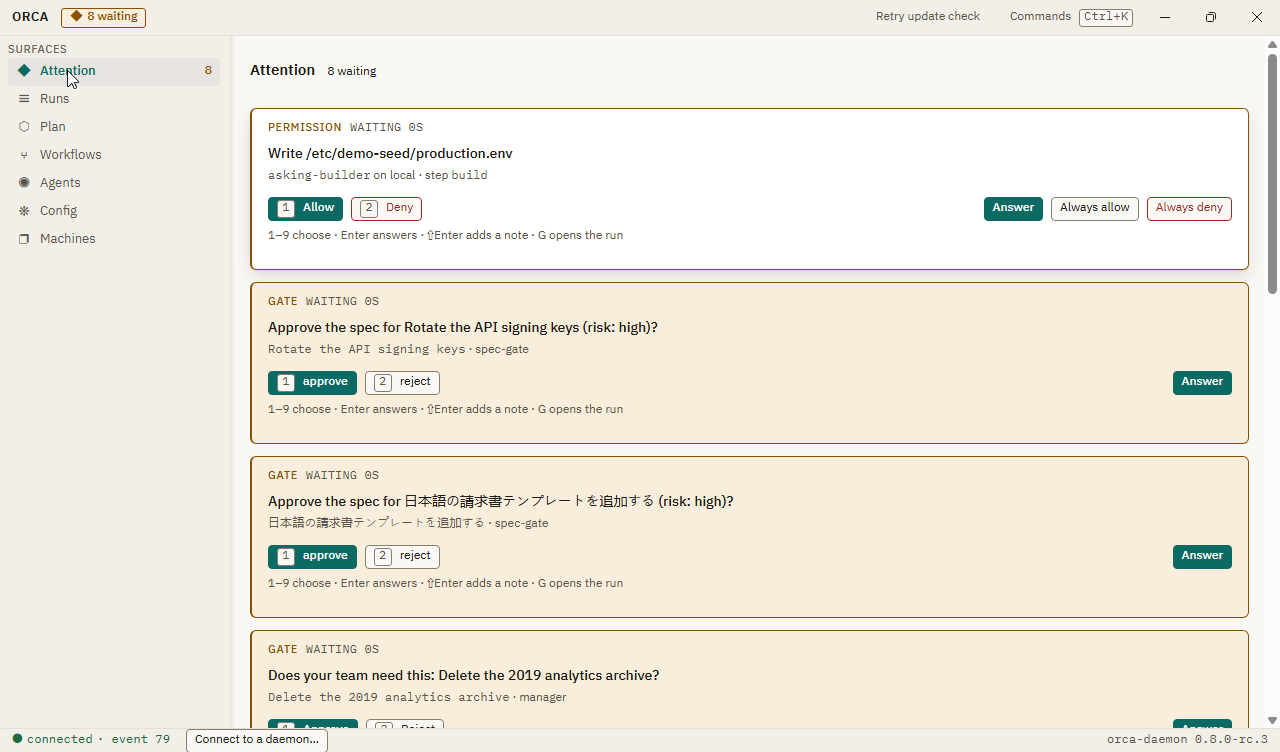 ORCA
8 waiting
Retry update check
Commands Ctrl+K
SURFACES
Attention 8
Runs
Plan
Workflows
Agents
Config
Machines
Attention 8 waiting
PERMISSION WAITING 0S
Write /etc/demo-seed/production.env
asking-builder on local · step build
1 Allow 2 Deny Answer Always allow Always deny
1–9 choose · Enter answers · ⇧Enter adds a note · G opens the run
GATE WAITING 0S
Approve the spec for Rotate the API signing keys (risk: high)?
Rotate the API signing keys · spec-gate
1 approve 2 reject Answer
1–9 choose · Enter answers · ⇧Enter adds a note · G opens the run
GATE WAITING 0S
Approve the spec for 日本語の請求書テンプレートを追加する (risk: high)?
日本語の請求書テンプレートを追加する · spec-gate
1 approve 2 reject Answer
1–9 choose · Enter answers · ⇧Enter adds a note · G opens the run
GATE WAITING 0S
Does your team need this: Delete the 2019 analytics archive?
Delete the 2019 analytics archive · manager
1 Approve 2 Reject Answer
connected · event 79 Connect to a daemon... orca-daemon 0.8.0-rc.3